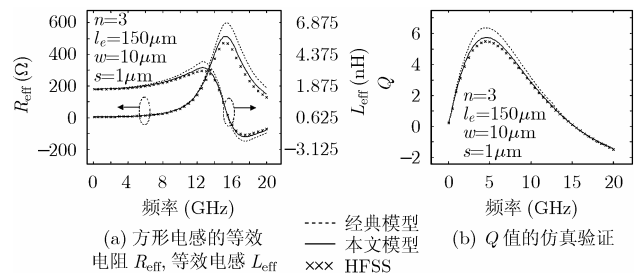 n=3
l_e=150μm
w=10μm
s=1μm
R_eff (Ω)
600
400
200
0
−200
6.875
4.375
1.875
0.625
−3.125
L_eff (nH)
0 4 8 12 16 20
频率 (GHz)
(a) 方形电感的等效
电阻 R_eff, 等效电感 L_eff
Q
8
6
4
2
0
−2
Q
n=3
l_e=150μm
w=10μm
s=1μm
0 5 10 15 20
频率 (GHz)
(b) Q 值的仿真验证
经典模型
本文模型
××× HFSS